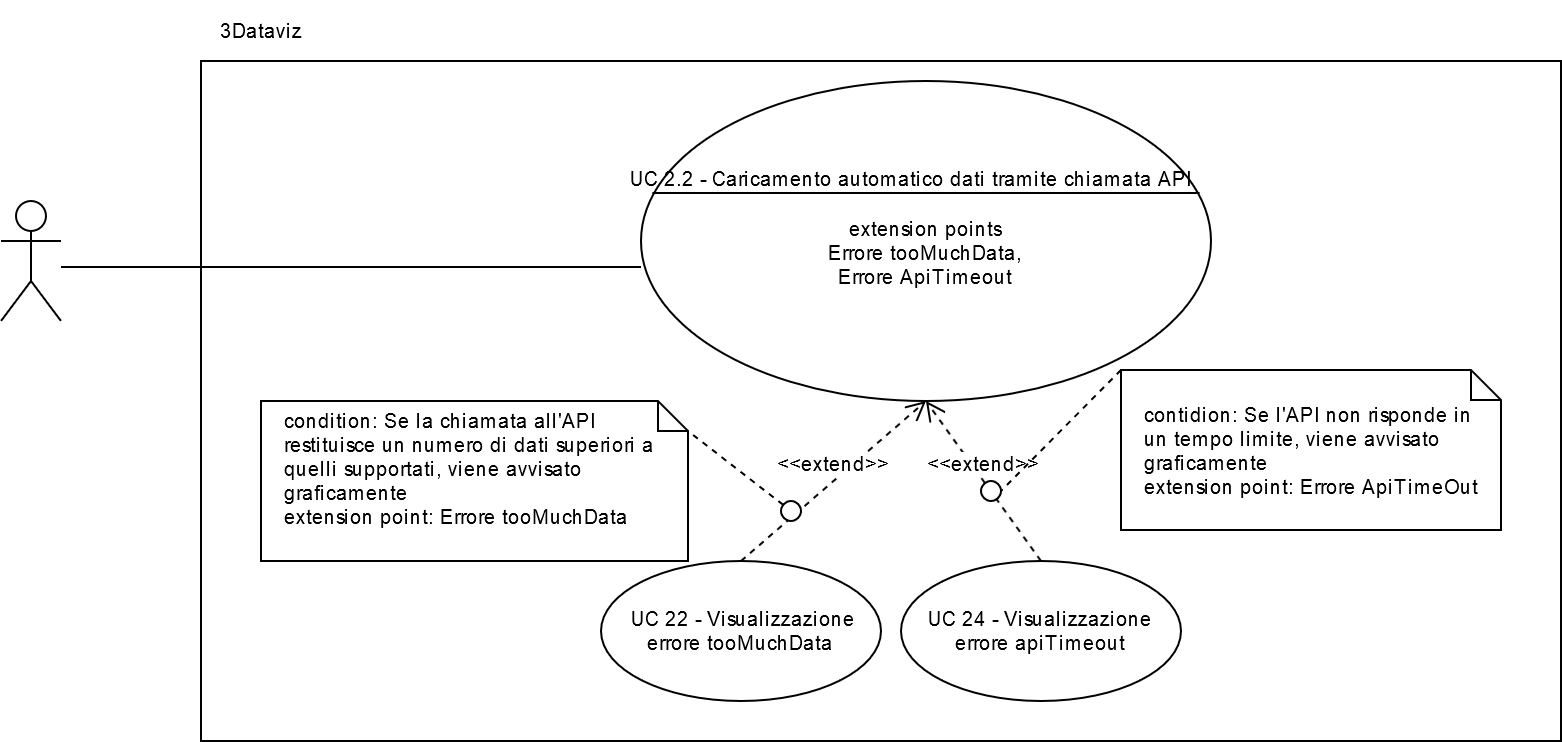 3Dataviz
UC 2.2 - Caricamento automatico dati tramite chiamata API
extension points
Errore tooMuchData,
Errore ApiTimeout
condition: Se la chiamata all'API
restituisce un numero di dati superiori a
quelli supportati, viene avvisato
graficamente
extension point: Errore tooMuchData
<<extend>>
<<extend>>
contidion: Se l'API non risponde in
un tempo limite, viene avvisato
graficamente
extension point: Errore ApiTimeOut
UC 22 - Visualizzazione
errore tooMuchData
UC 24 - Visualizzazione
errore apiTimeout